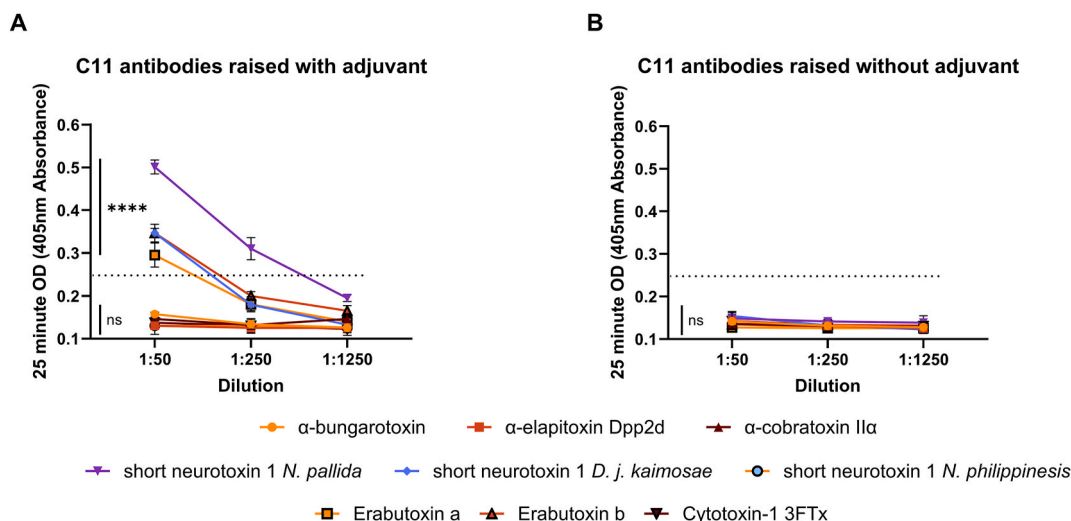 A
B
C11 antibodies raised with adjuvant
C11 antibodies raised without adjuvant
25 minute OD (405nm Absorbance)
0.6
0.5
0.4
0.3
0.2
0.1
****
ns
1:50
1:250
1:1250
Dilution
25 minute OD (405nm Absorbance)
0.6
0.5
0.4
0.3
0.2
0.1
ns
1:50
1:250
1:1250
Dilution
α-bungarotoxin
α-elapitoxin Dpp2d
α-cobratoxin IIα
short neurotoxin 1 N. pallida
short neurotoxin 1 D. j. kaimosae
short neurotoxin 1 N. philippinesis
Erabutoxin a
Erabutoxin b
Cytotoxin-1 3FTx